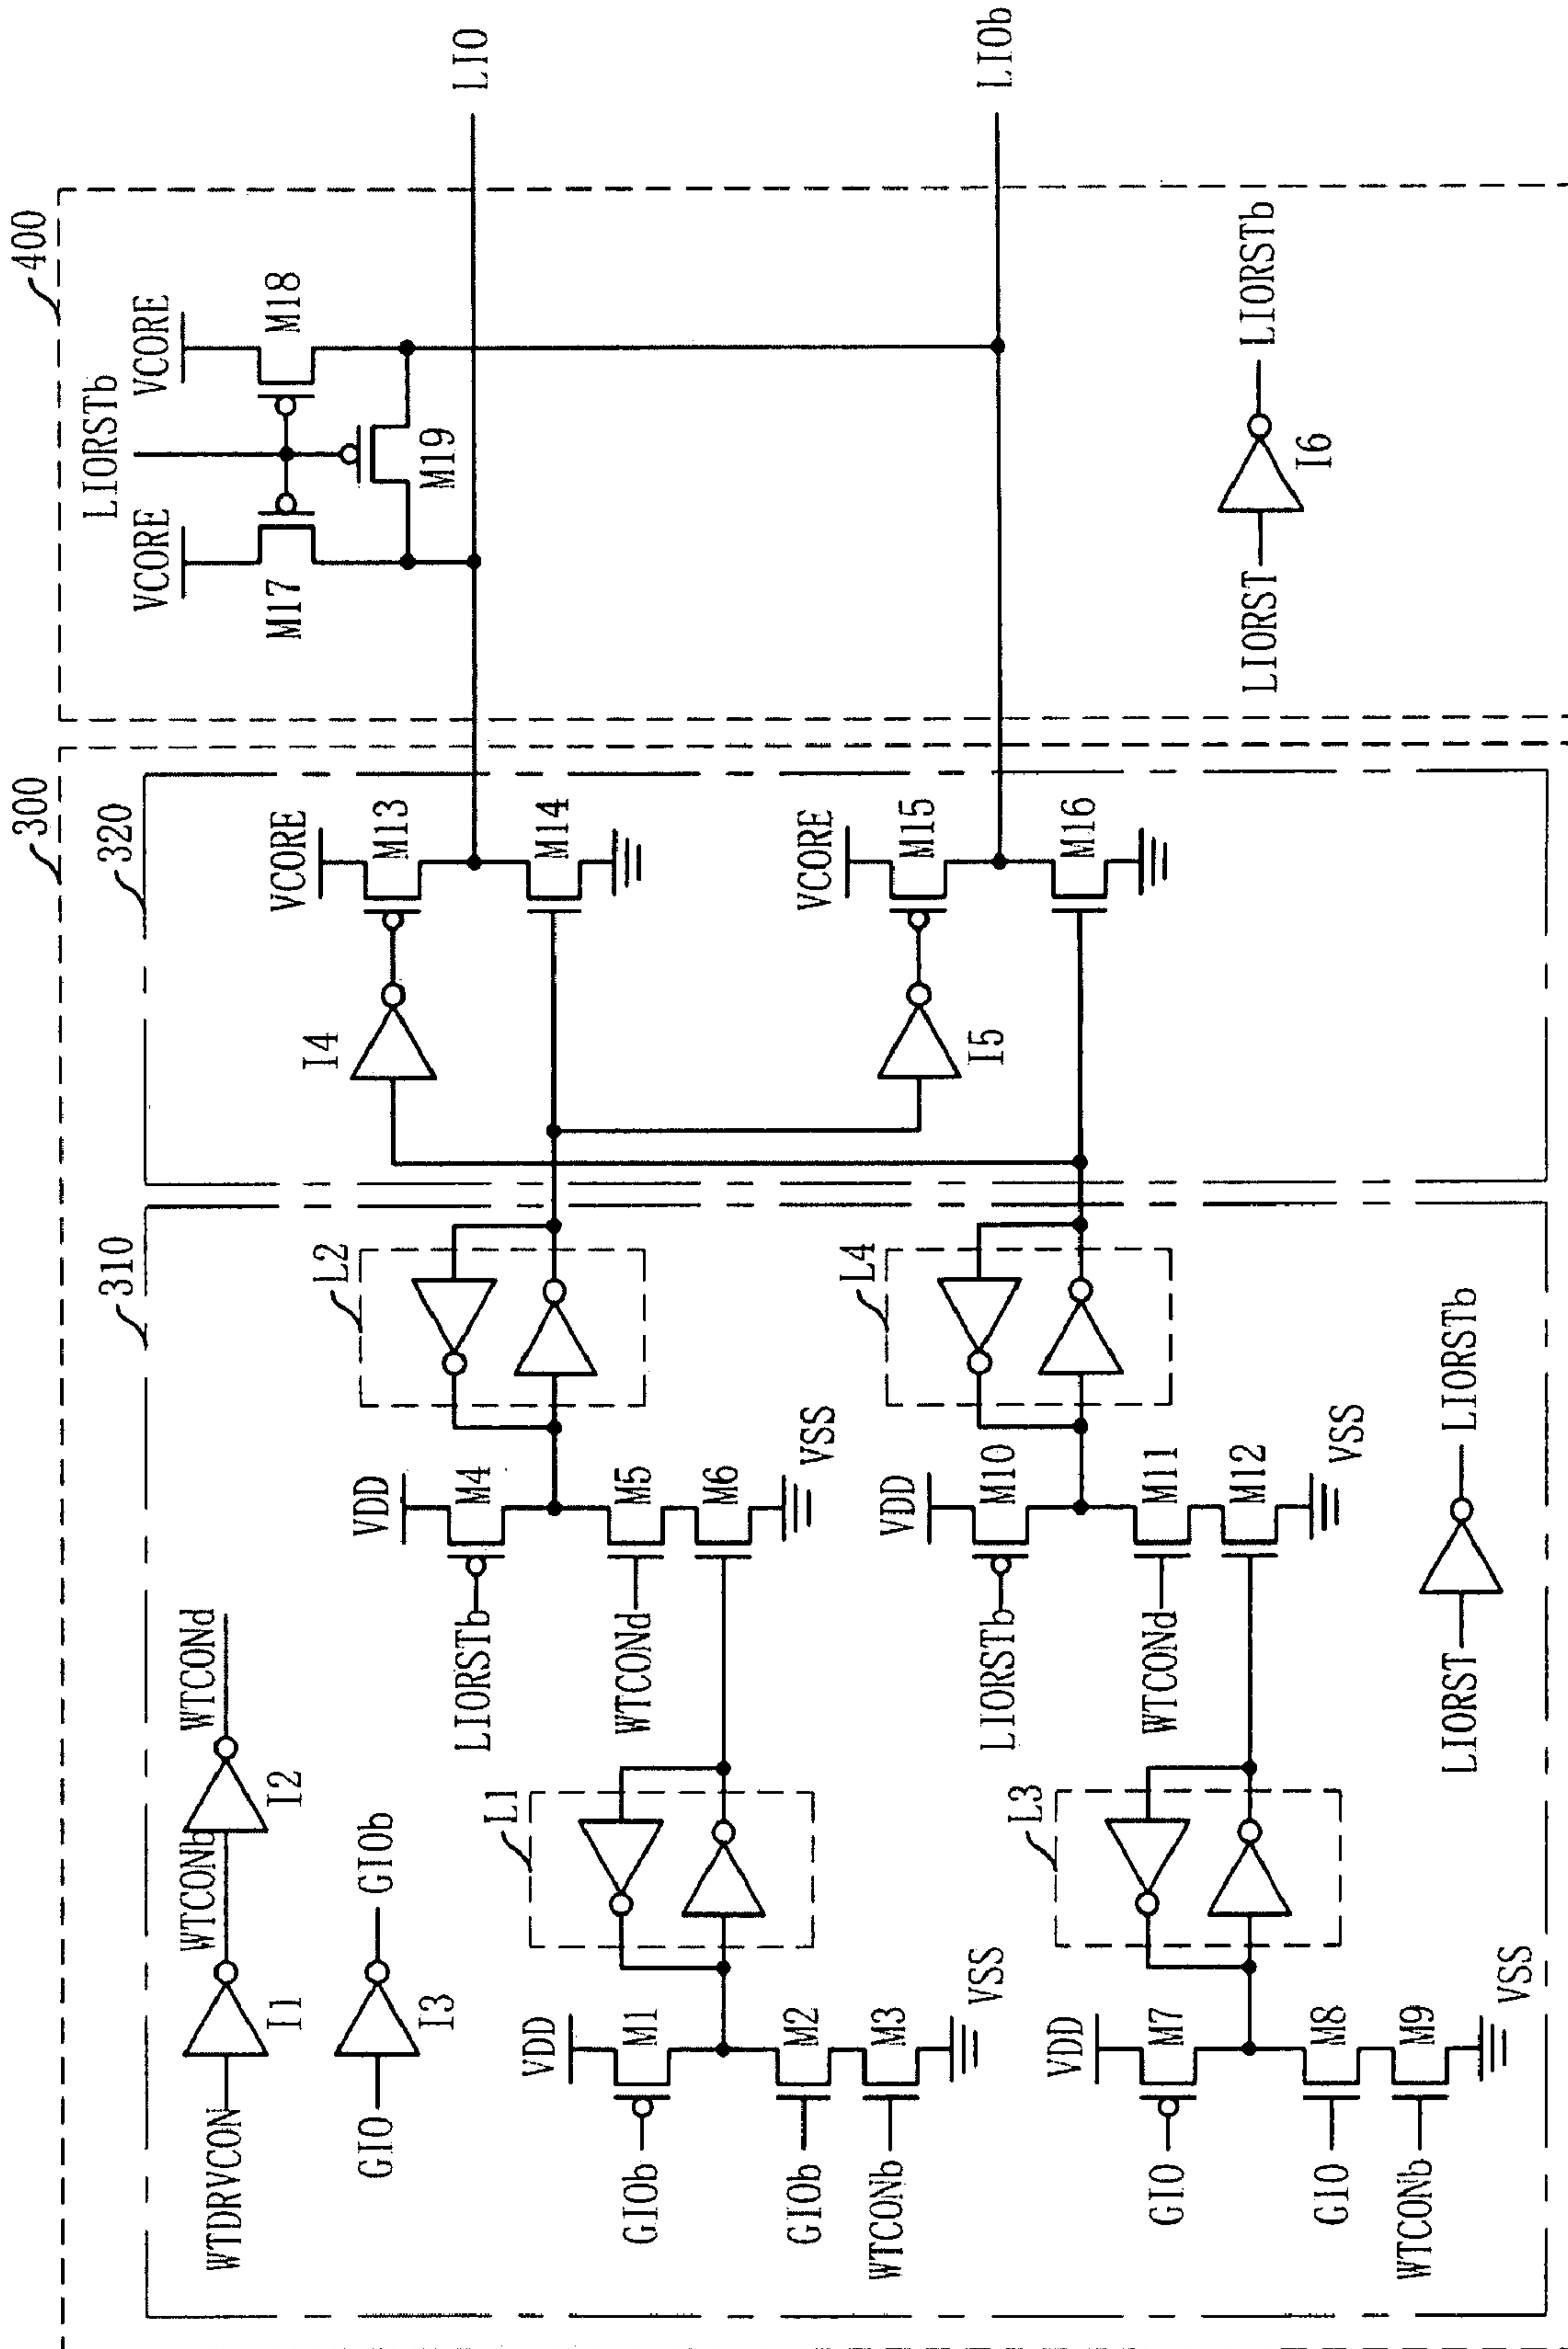 300
310
320
400
WTDRVCON
I1
WTCONb
I2
WTCONd
GIO
I3
GIOb
VDD
GIOb
M1
GIOb
M2
WTCONb
M3
VSS
L1
VDD
LIORSTb
M4
WTCONd
M5
M6
VSS
L2
VDD
GIO
M7
GIO
M8
WTCONb
M9
VSS
L3
VDD
LIORSTb
M10
WTCONd
M11
M12
VSS
L4
LIORST
LIORSTb
I4
VCORE
M13
M14
I5
VCORE
M15
M16
LIORSTb
VCORE
VCORE
M17
M18
M19
LIO
LIOb
LIORST
I6
LIORSTb